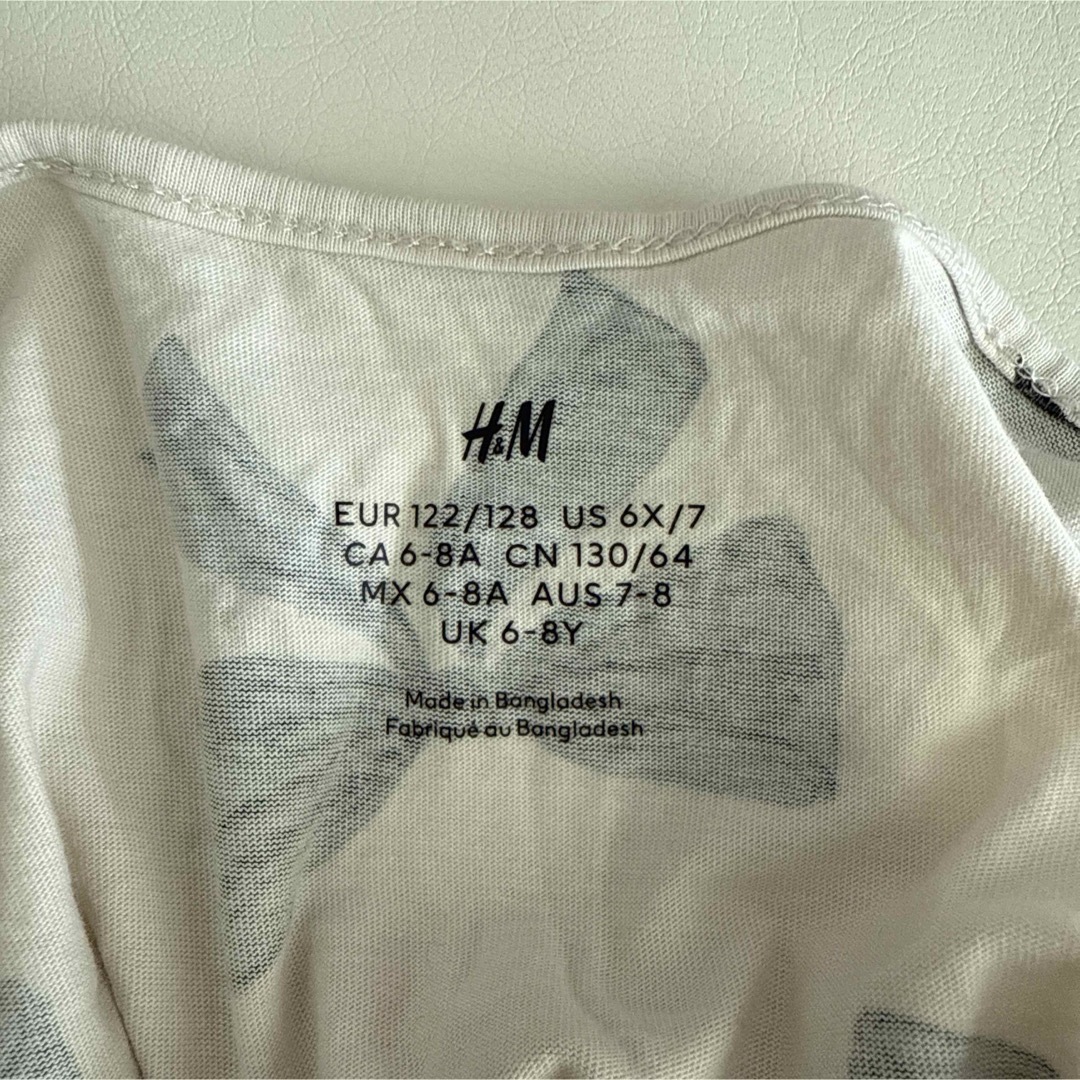 H&M
EUR 122/128 US 6X/7
CA 6-8A CN 130/64
MX 6-8A AUS 7-8
UK 6-8Y
Made in Bangladesh
Fabriqué au Bangladesh